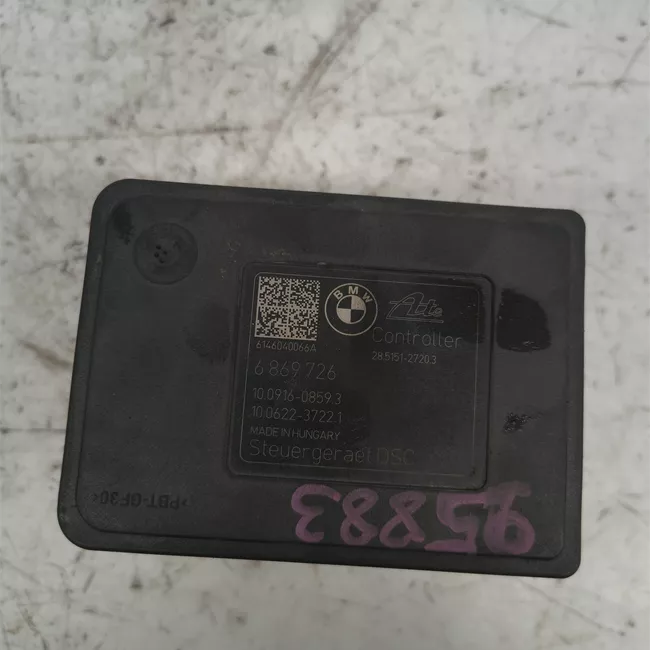 BMW
Ate
Controller
6146040066A
28.5151-2720.3
6 869 726
10.0916-0859.3
10.0622-3722.1
MADE IN HUNGARY
Steuergeraet DSC
>PBT-GF30<
95883